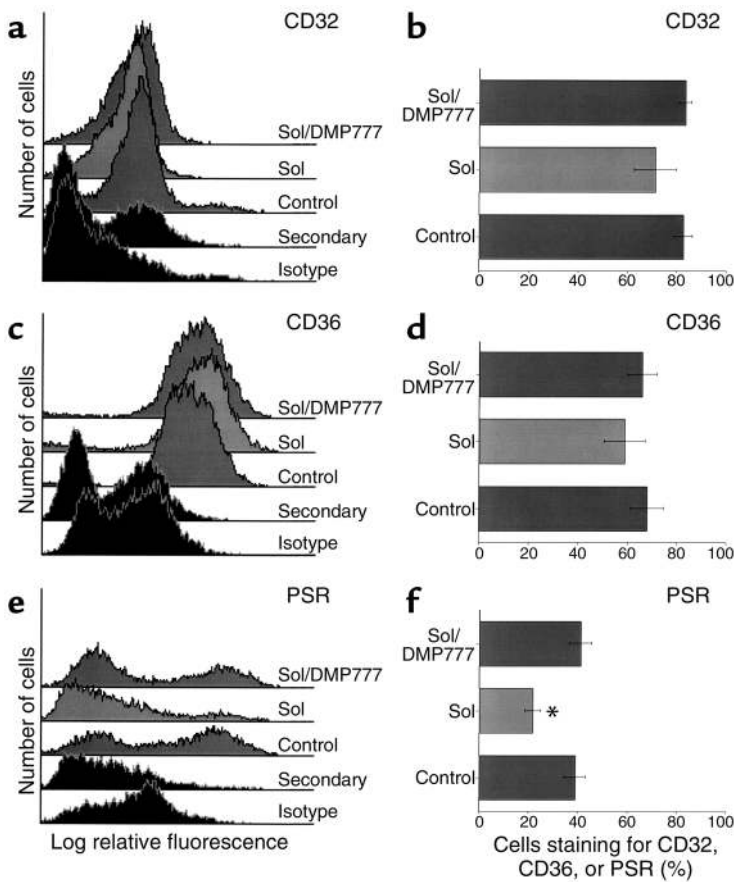 a
CD32
Number of cells
Sol/DMP777
Sol
Control
Secondary
Isotype
b
CD32
Sol/
DMP777
Sol
Control
0 20 40 60 80 100
c
CD36
Number of cells
Sol/DMP777
Sol
Control
Secondary
Isotype
d
CD36
Sol/
DMP777
Sol
Control
0 20 40 60 80 100
e
PSR
Number of cells
Sol/DMP777
Sol
Control
Secondary
Isotype
Log relative fluorescence
f
PSR
Sol/
DMP777
Sol
*
Control
0 20 40 60 80 100
Cells staining for CD32,
CD36, or PSR (%)